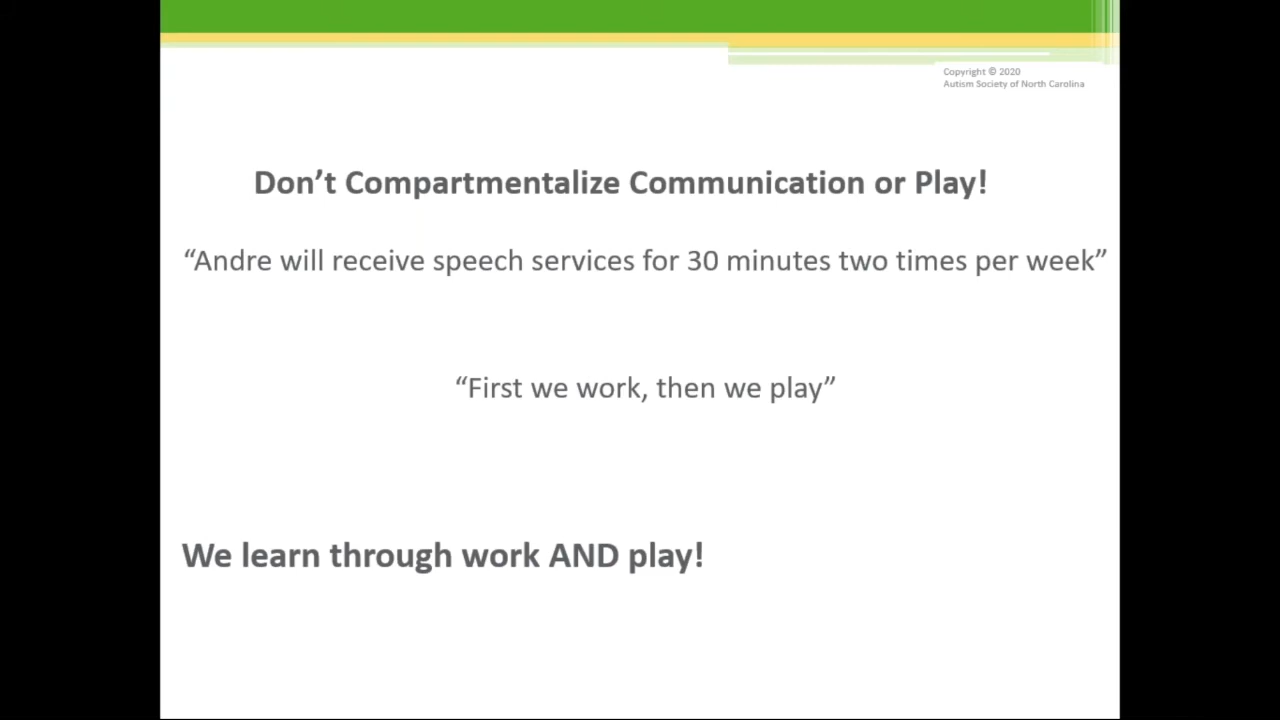 Copyright © 2020
Autism Society of North Carolina
Don’t Compartmentalize Communication or Play!
“Andre will receive speech services for 30 minutes two times per week”
“First we work, then we play”
We learn through work AND play!